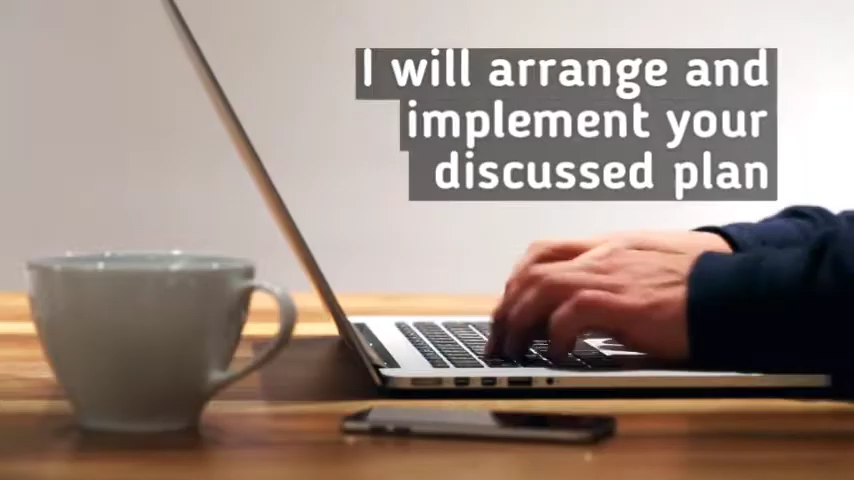 I will arrange and
implement your
discussed plan